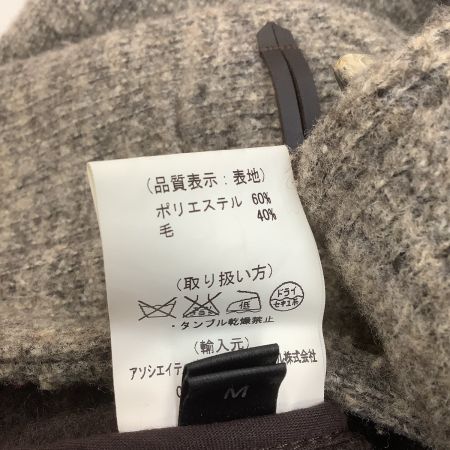 (品質表示：表地)
ポリエステル 60%
毛 40%
(取り扱い方)
低 ドライ セキユ系
・タンブル乾燥禁止
(輸入元)
アソシエイテ 株式会社
M